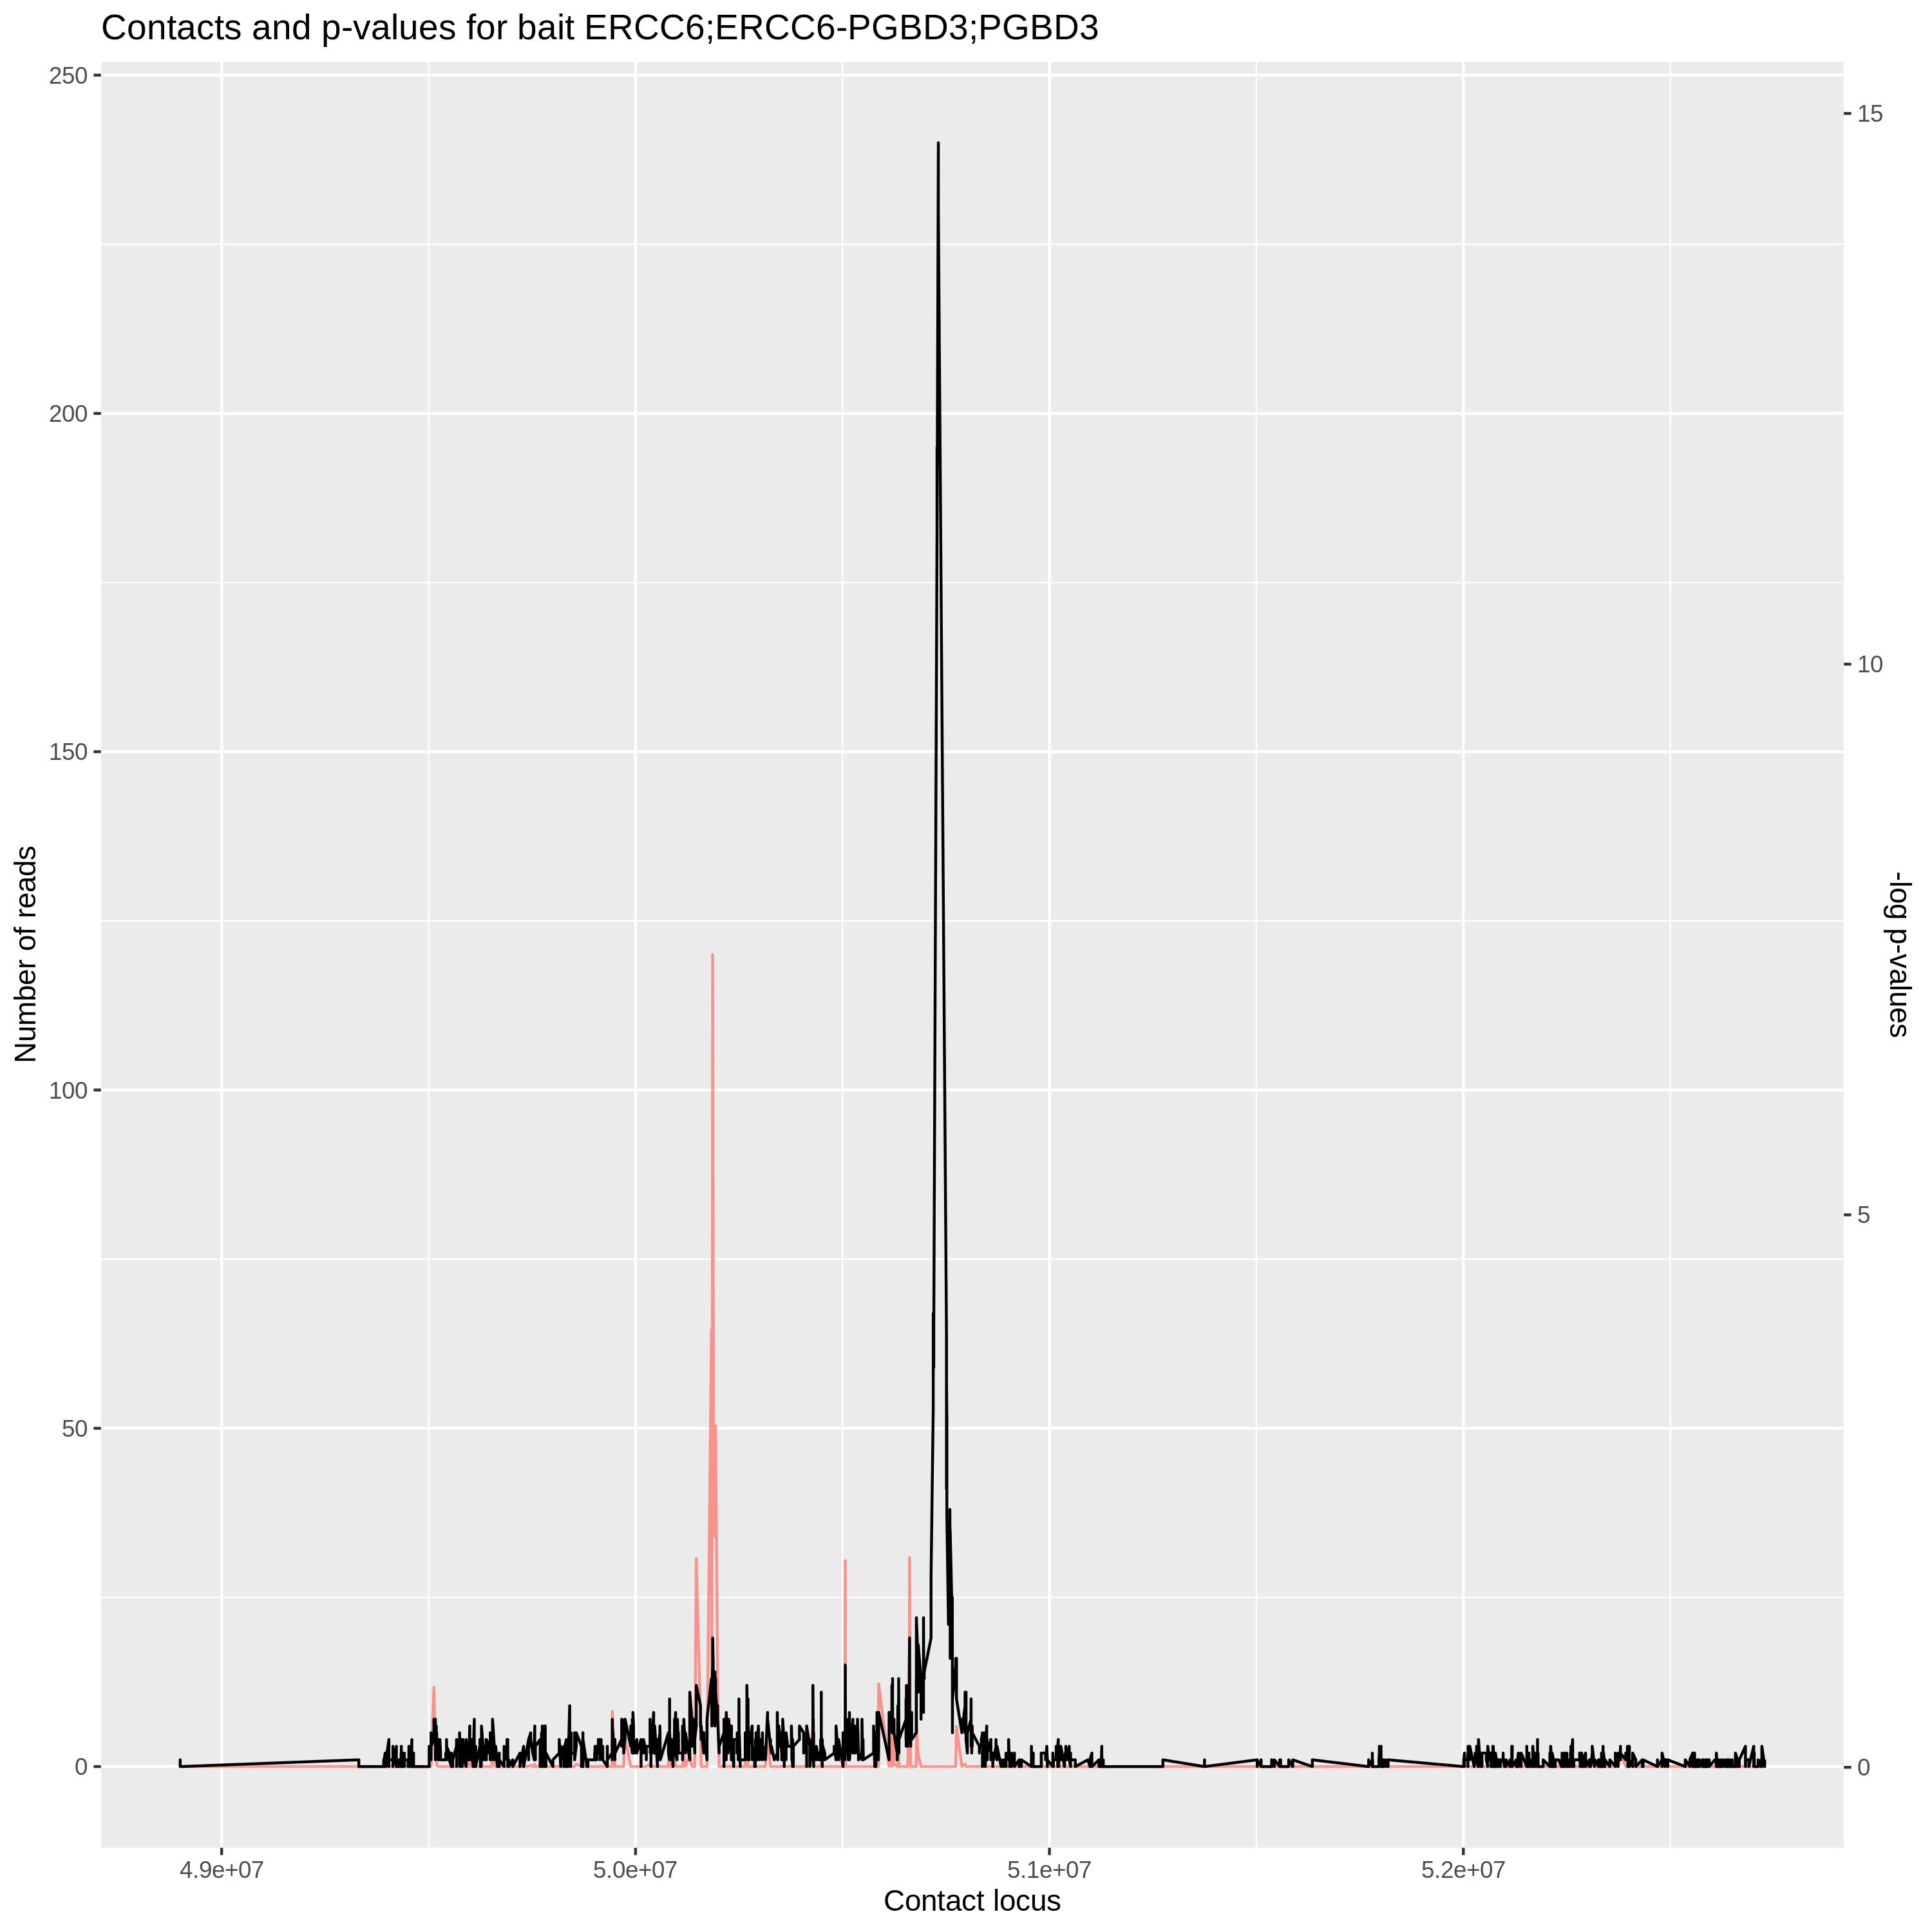 Contacts and p-values for bait ERCC6;ERCC6-PGBD3;PGBD3
250
200
150
100
50
0
Number of reads
15
10
5
0
-log p-values
4.9e+07
5.0e+07
5.1e+07
5.2e+07
Contact locus